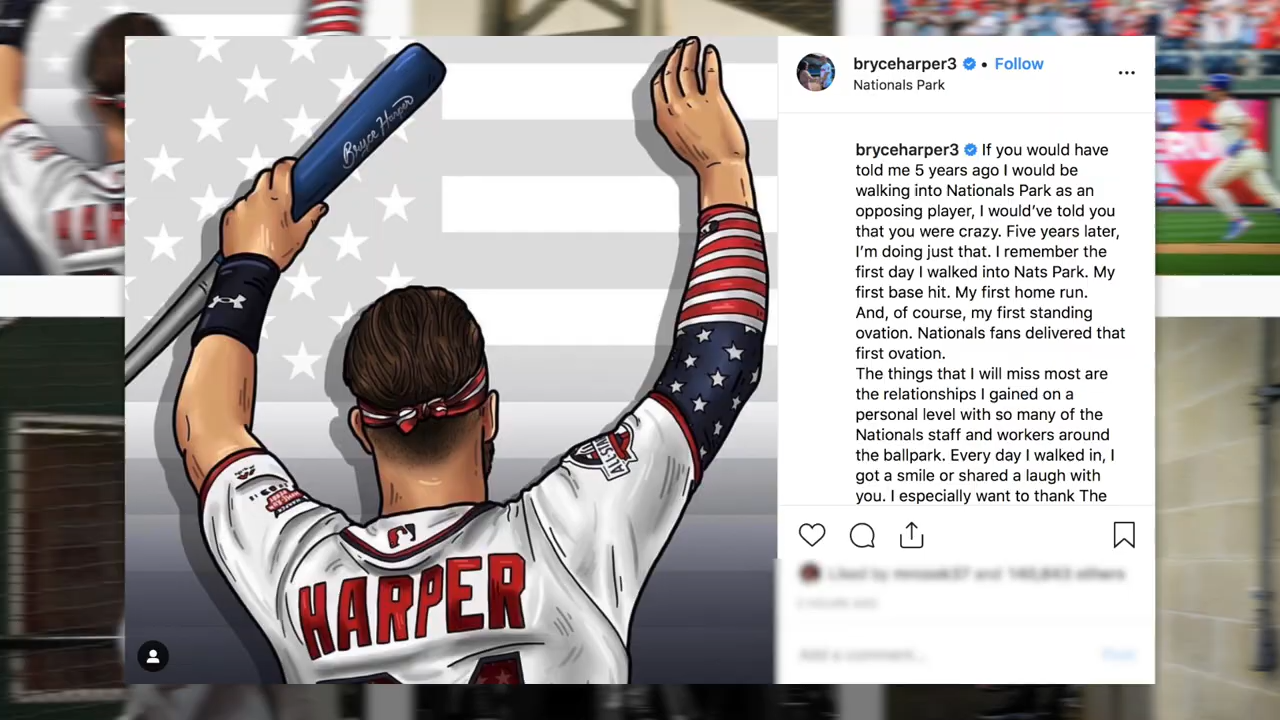 bryceharper3 • Follow
Nationals Park
bryceharper3 If you would have
told me 5 years ago I would be
walking into Nationals Park as an
opposing player, I would’ve told you
that you were crazy. Five years later,
I’m doing just that. I remember the
first day I walked into Nats Park. My
first base hit. My first home run.
And, of course, my first standing
ovation. Nationals fans delivered that
first ovation.
The things that I will miss most are
the relationships I gained on a
personal level with so many of the
Nationals staff and workers around
the ballpark. Every day I walked in, I
got a smile or shared a laugh with
you. I especially want to thank The
Bryce Harper
HARPER
Add a comment...
Post